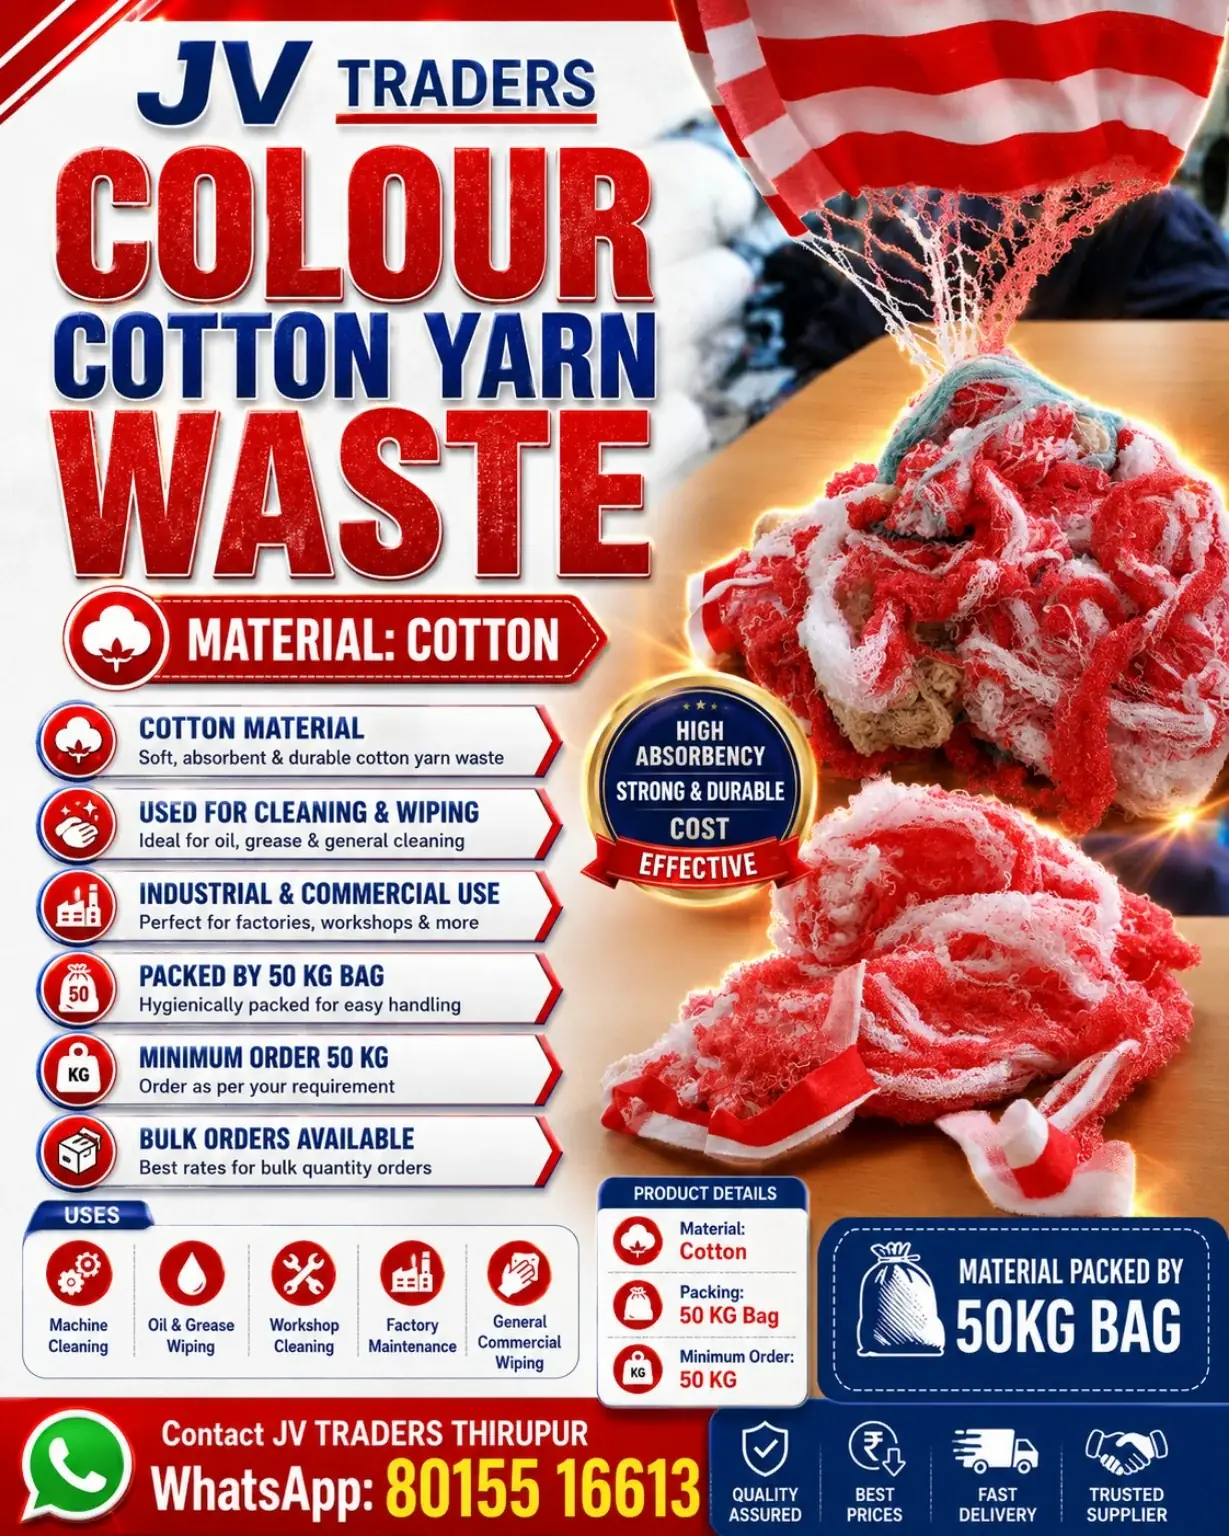 JV TRADERS
COLOUR
COTTON YARN
WASTE
MATERIAL: COTTON
COTTON MATERIAL
Soft, absorbent & durable cotton yarn waste
USED FOR CLEANING & WIPING
Ideal for oil, grease & general cleaning
INDUSTRIAL & COMMERCIAL USE
Perfect for factories, workshops & more
50
PACKED BY 50 KG BAG
Hygienically packed for easy handling
KG
MINIMUM ORDER 50 KG
Order as per your requirement
BULK ORDERS AVAILABLE
Best rates for bulk quantity orders
HIGH
ABSORBENCY
STRONG & DURABLE
COST
EFFECTIVE
USES
Machine
Cleaning
Oil & Grease
Wiping
Workshop
Cleaning
Factory
Maintenance
General
Commercial
Wiping
PRODUCT DETAILS
Material:
Cotton
Packing:
50 KG Bag
KG
Minimum Order:
50 KG
MATERIAL PACKED BY
50KG BAG
Contact JV TRADERS THIRUPUR
WhatsApp: 80155 16613
QUALITY
ASSURED
₹
BEST
PRICES
FAST
DELIVERY
TRUSTED
SUPPLIER